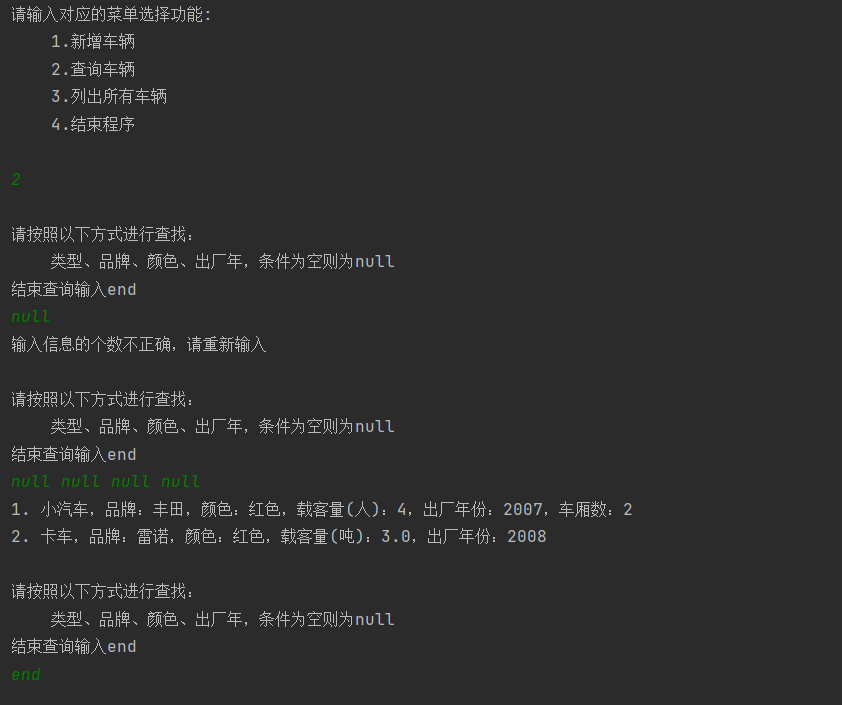 请输入对应的菜单选择功能:
1.新增车辆
2.查询车辆
3.列出所有车辆
4.结束程序
2
请按照以下方式进行查找:
类型、品牌、颜色、出厂年, 条件为空则为null
结束查询输入end
null
输入信息的个数不正确, 请重新输入
请按照以下方式进行查找:
类型、品牌、颜色、出厂年, 条件为空则为null
结束查询输入end
null null null null
1. 小汽车, 品牌: 丰田, 颜色: 红色, 载客量(人): 4, 出厂年份: 2007, 车厢数: 2
2. 卡车, 品牌: 雷诺, 颜色: 红色, 载客量(吨): 3.0, 出厂年份: 2008
请按照以下方式进行查找:
类型、品牌、颜色、出厂年, 条件为空则为null
结束查询输入end
end